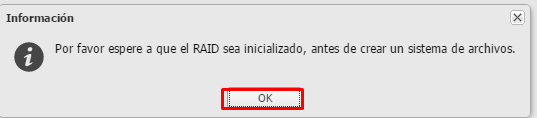 Información
Por favor espere a que el RAID sea inicializado, antes de crear un sistema de archivos.
OK